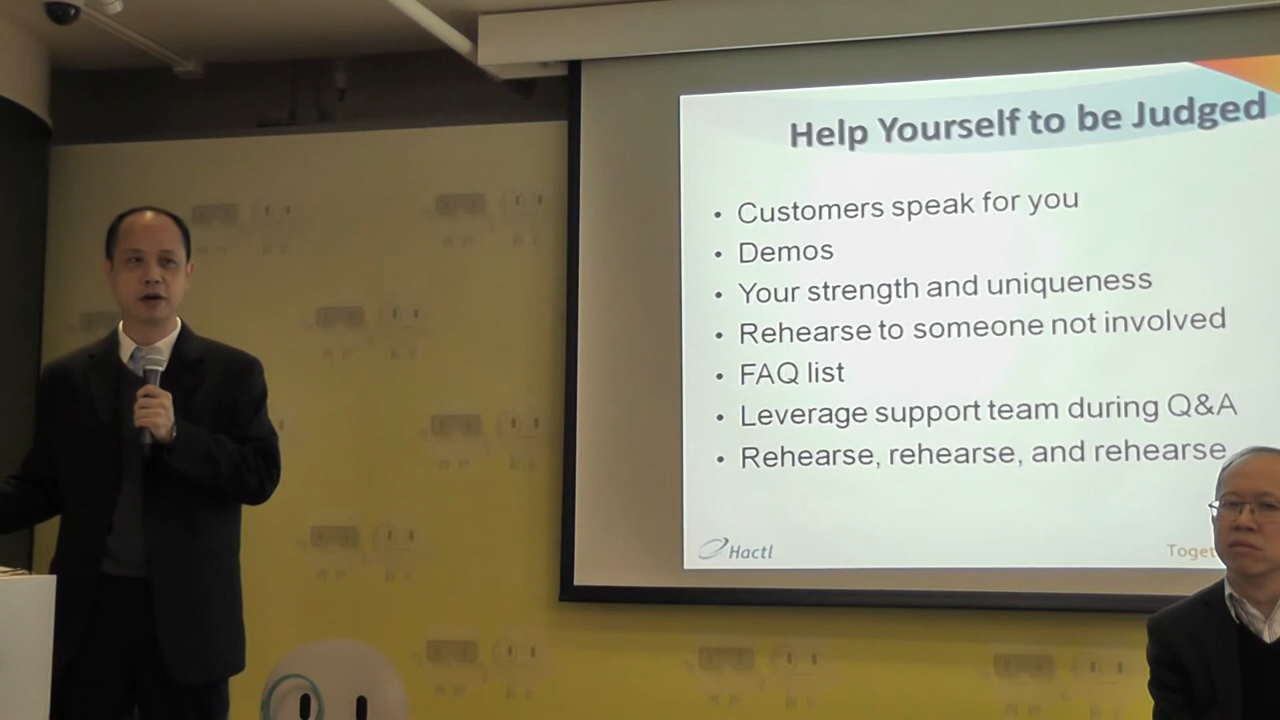 Help Yourself to be Judged
• Customers speak for you
• Demos
• Your strength and uniqueness
• Rehearse to someone not involved
• FAQ list
• Leverage support team during Q&A
• Rehearse, rehearse, and rehearse
Hactl